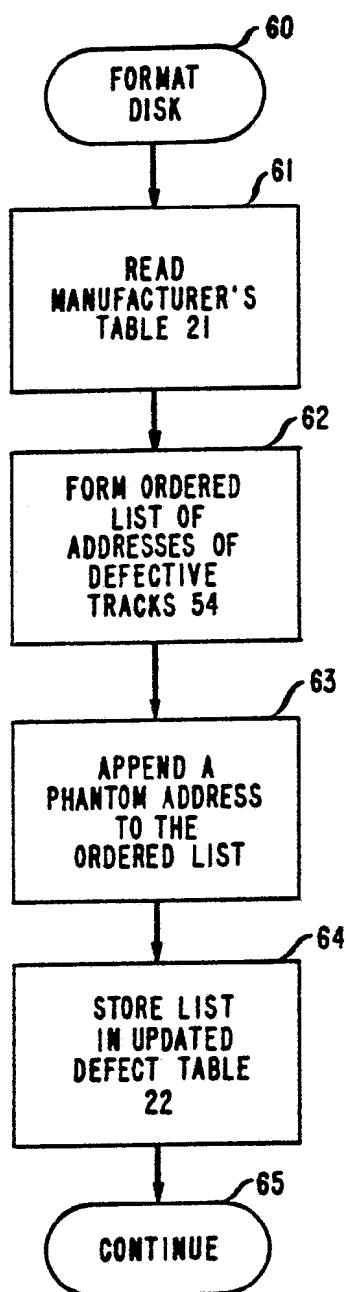 60
FORMAT
DISK
61
READ
MANUFACTURER'S
TABLE 21
62
FORM ORDERED
LIST OF
ADDRESSES OF
DEFECTIVE
TRACKS 54
63
APPEND A
PHANTOM ADDRESS
TO THE
ORDERED LIST
64
STORE LIST
IN UPDATED
DEFECT TABLE
22
65
CONTINUE